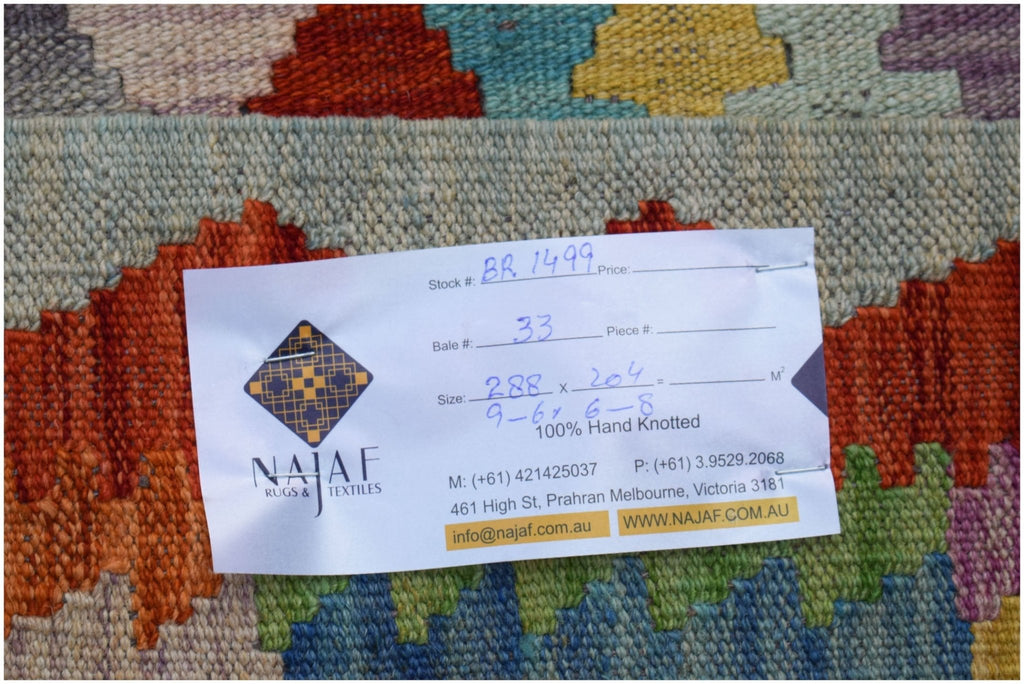 Stock #: BR 1499 Price:
Bale #: 33 Piece #:
Size: 288 x 204 = M²
9-6x 6-8
100% Hand Knotted
NAJAF
RUGS & TEXTILES
M: (+61) 421425037 P: (+61) 3.9529.2068
461 High St, Prahran Melbourne, Victoria 3181
info@najaf.com.au WWW.NAJAF.COM.AU